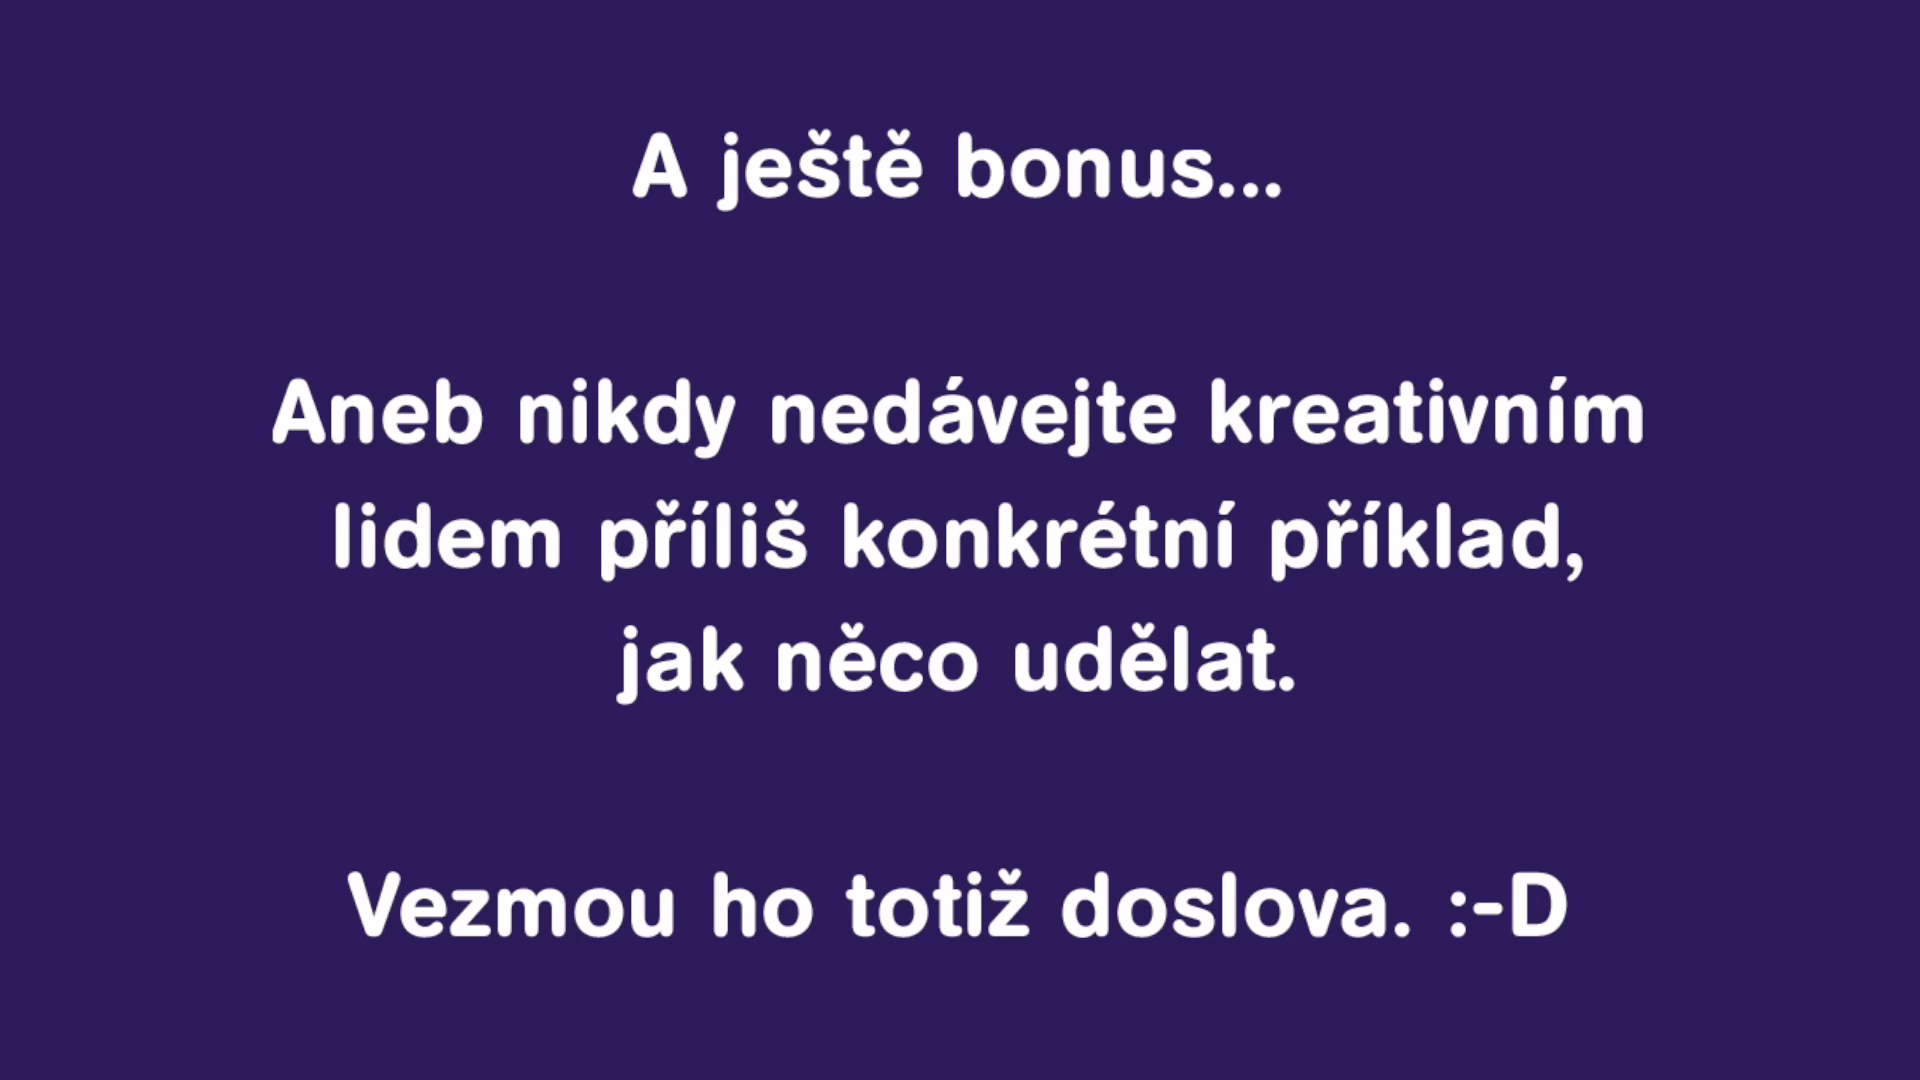 A ještě bonus...
Aneb nikdy nedávejte kreativním
lidem příliš konkrétní příklad,
jak něco udělat.
Vezmou ho totiž doslova. :-D